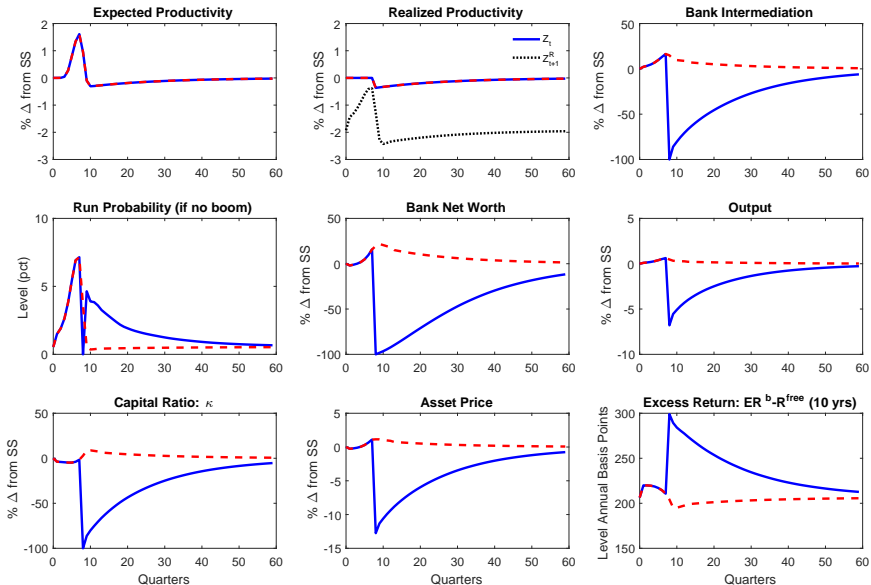 Expected Productivity
% Δ from SS
2
1
0
-1
-2
-3
0 10 20 30 40 50 60
Realized Productivity
% Δ from SS
2
1
0
-1
-2
-3
0 10 20 30 40 50 60
Z_t
Z^R_{t+1}
Bank Intermediation
% Δ from SS
50
0
-50
-100
0 10 20 30 40 50 60
Run Probability (if no boom)
Level (pct)
10
5
0
0 10 20 30 40 50 60
Bank Net Worth
% Δ from SS
50
0
-50
-100
0 10 20 30 40 50 60
Output
% Δ from SS
5
0
-5
-10
0 10 20 30 40 50 60
Capital Ratio: κ
% Δ from SS
50
0
-50
-100
0 10 20 30 40 50 60
Quarters
Asset Price
% Δ from SS
5
0
-5
-10
-15
0 10 20 30 40 50 60
Quarters
Excess Return: ER^b-R^free (10 yrs)
Level Annual Basis Points
300
250
200
150
0 10 20 30 40 50 60
Quarters